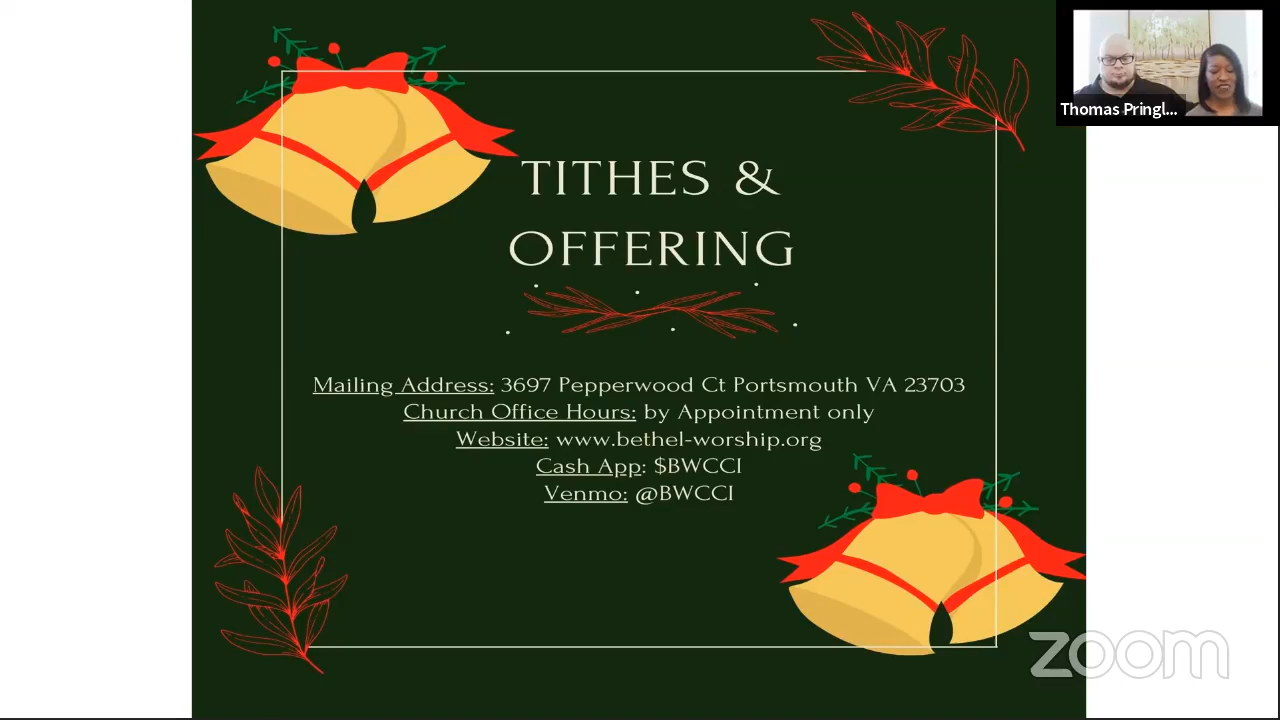 Thomas Pringl...
TITHES &
OFFERING
Mailing Address: 3697 Pepperwood Ct Portsmouth VA 23703
Church Office Hours: by Appointment only
Website: www.bethel-worship.org
Cash App: $BWCCI
Venmo: @BWCCI
zoom